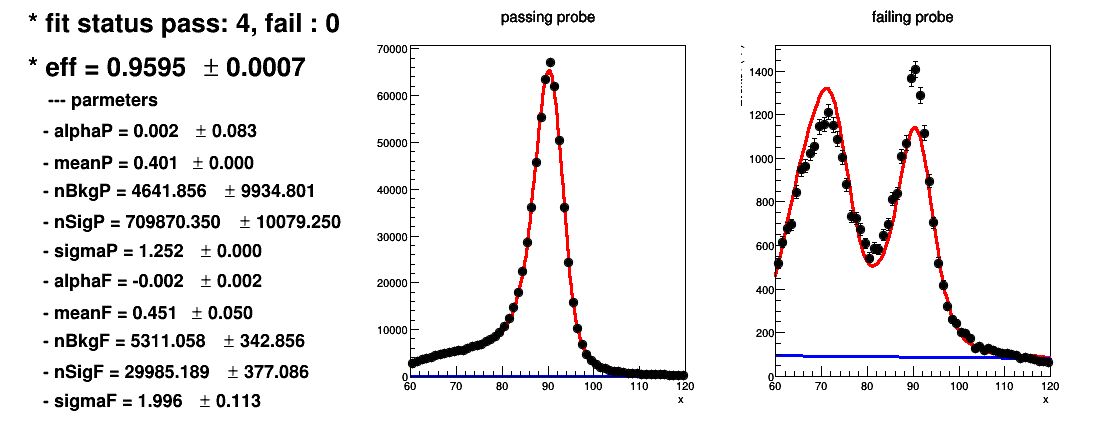 * fit status pass: 4, fail : 0
* eff = 0.9595 ± 0.0007
--- parmeters
- alphaP = 0.002 ± 0.083
- meanP = 0.401 ± 0.000
- nBkgP = 4641.856 ± 9934.801
- nSigP = 709870.350 ± 10079.250
- sigmaP = 1.252 ± 0.000
- alphaF = -0.002 ± 0.002
- meanF = 0.451 ± 0.050
- nBkgF = 5311.058 ± 342.856
- nSigF = 29985.189 ± 377.086
- sigmaF = 1.996 ± 0.113
passing probe
70000
60000
50000
40000
30000
20000
10000
0
60 70 80 90 100 110 120
x
failing probe
1400
1200
1000
800
600
400
200
0
60 70 80 90 100 110 120
x